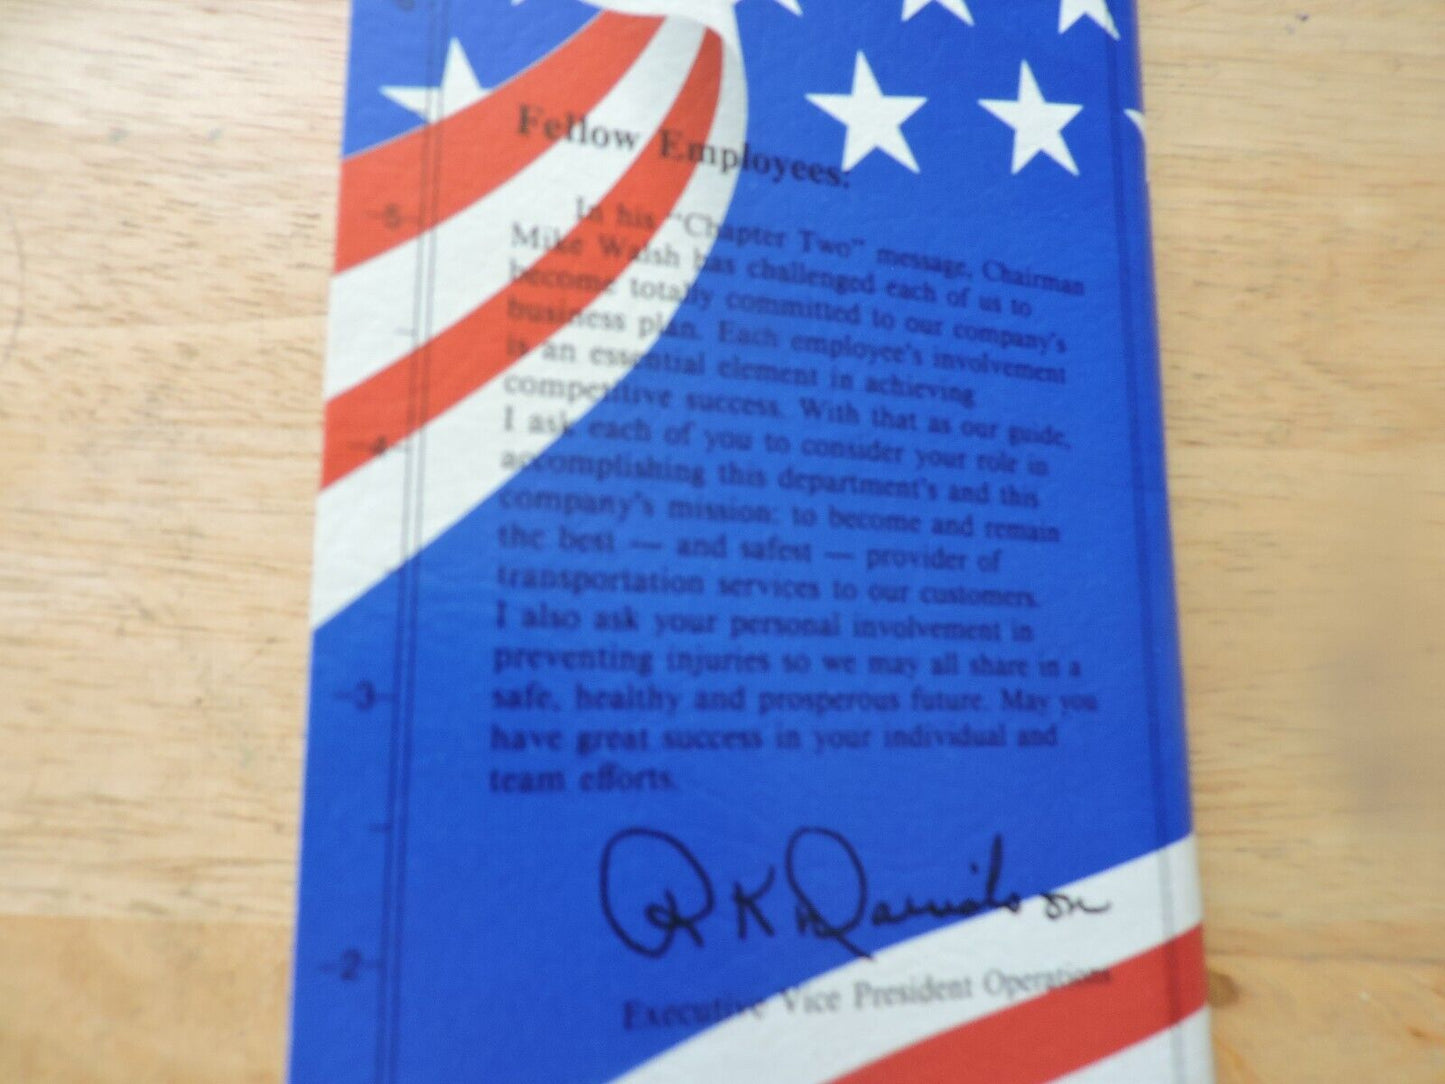 Fellow Employees:
In his "Chapter Two" message, Chairman
Mike Walsh has challenged each of us to
become totally committed to our company's
business plan. Each employee's involvement
is an essential element in achieving
competitive success. With that as our guide,
I ask each of you to consider your role in
accomplishing this department's and this
company's mission: to become and remain
the best — and safest — provider of
transportation services to our customers.
I also ask your personal involvement in
preventing injuries so we may all share in a
safe, healthy and prosperous future. May you
have great success in your individual and
team efforts.
R K Davidson
Executive Vice President Operations
5
4
3
2